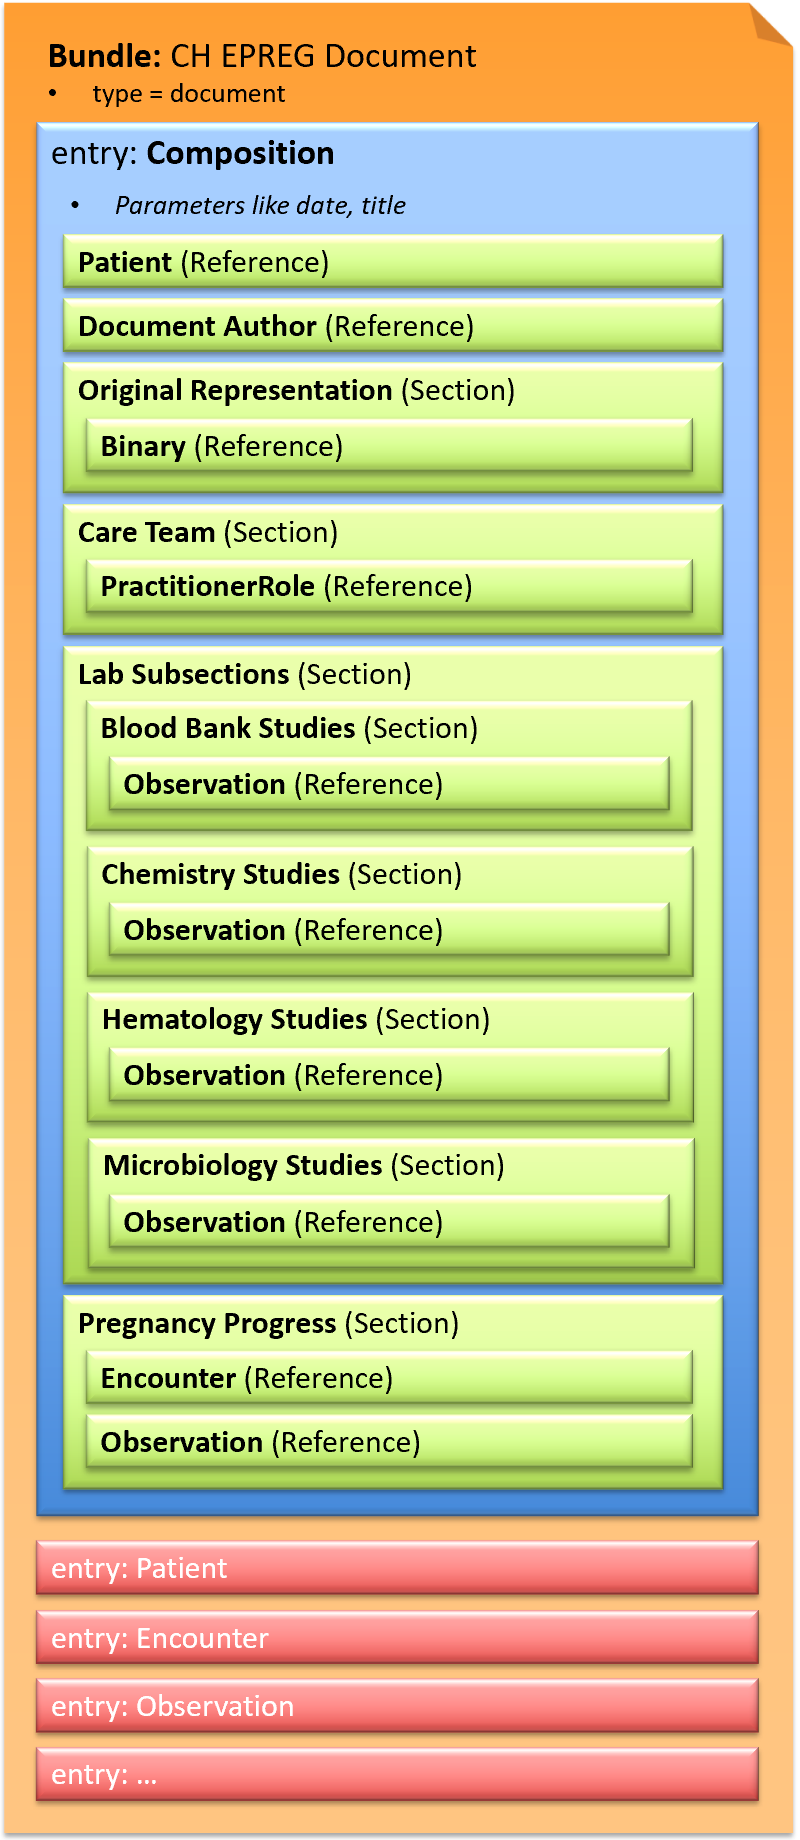 Bundle: CH EPREG Document
• type = document
entry: Composition
• Parameters like date, title
Patient (Reference)
Document Author (Reference)
Original Representation (Section)
Binary (Reference)
Care Team (Section)
PractitionerRole (Reference)
Lab Subsections (Section)
Blood Bank Studies (Section)
Observation (Reference)
Chemistry Studies (Section)
Observation (Reference)
Hematology Studies (Section)
Observation (Reference)
Microbiology Studies (Section)
Observation (Reference)
Pregnancy Progress (Section)
Encounter (Reference)
Observation (Reference)
entry: Patient
entry: Encounter
entry: Observation
entry: ...